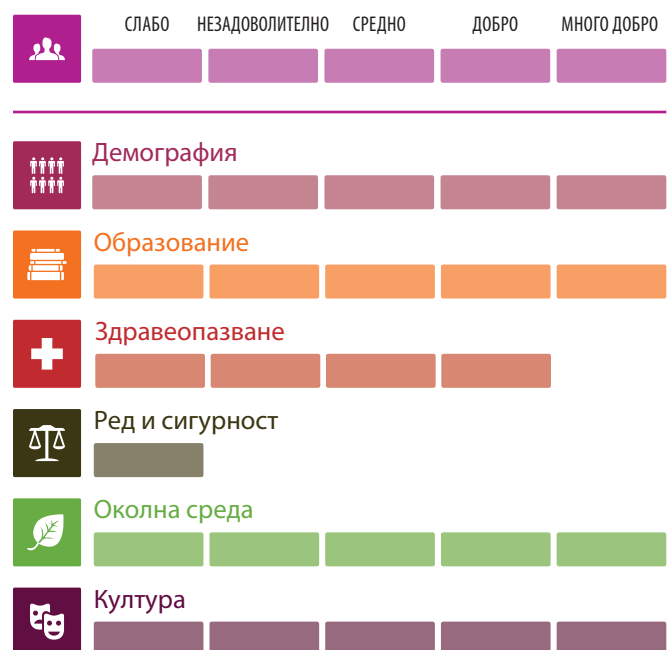 СЛАБО НЕЗАДОВОЛИТЕЛНО СРЕДНО ДОБРО МНОГО ДОБРО
Демография
Образование
Здравеопазване
Ред и сигурност
Околна среда
Култура